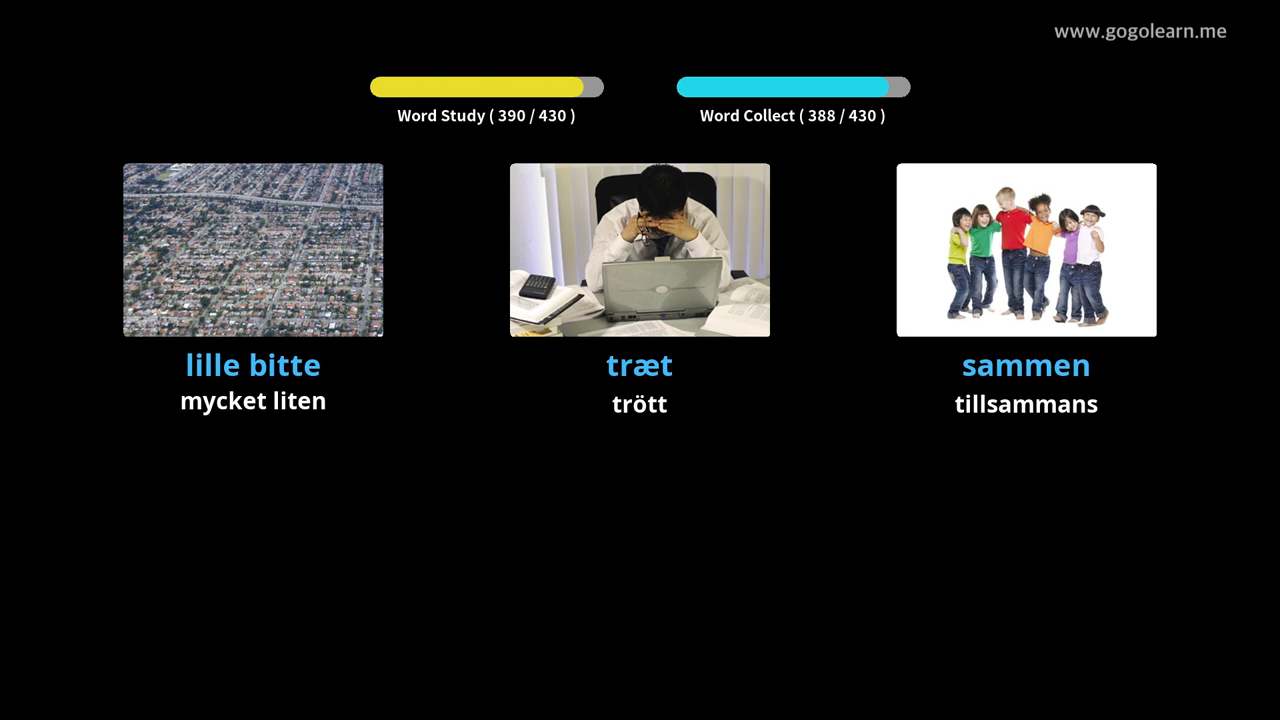 www.gogolearn.me
Word Study ( 390 / 430 )
Word Collect ( 388 / 430 )
lille bitte
mycket liten
træt
trött
sammen
tillsammans